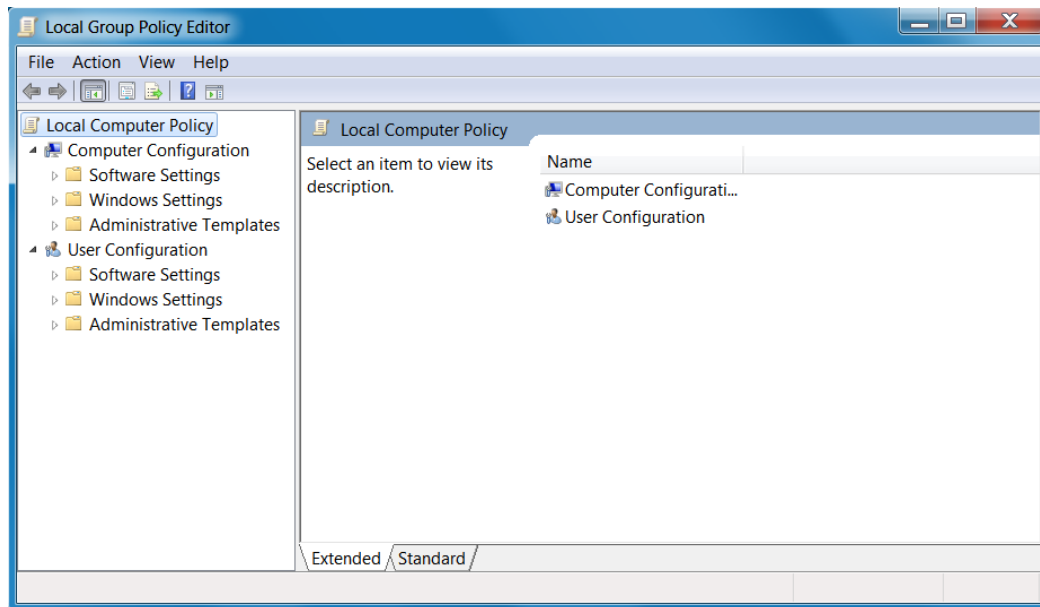 Local Group Policy Editor
File Action View Help
Local Computer Policy
Computer Configuration
Software Settings
Windows Settings
Administrative Templates
User Configuration
Software Settings
Windows Settings
Administrative Templates
Local Computer Policy
Select an item to view its
description.
Name
Computer Configurati...
User Configuration
Extended Standard